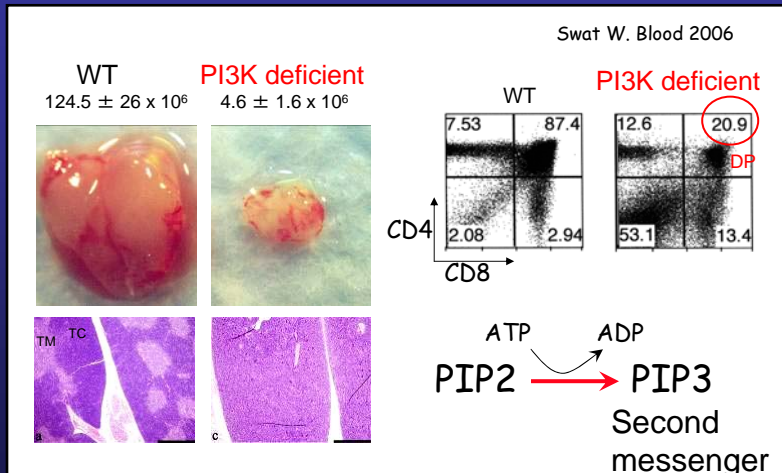 Swat W. Blood 2006
WT
124.5 ± 26 x 10⁶
PI3K deficient
4.6 ± 1.6 x 10⁶
TM
TC
a
c
WT
7.53
87.4
2.08
2.94
CD4
CD8
PI3K deficient
12.6
20.9
DP
53.1
13.4
ATP
ADP
PIP2
PIP3
Second
messenger